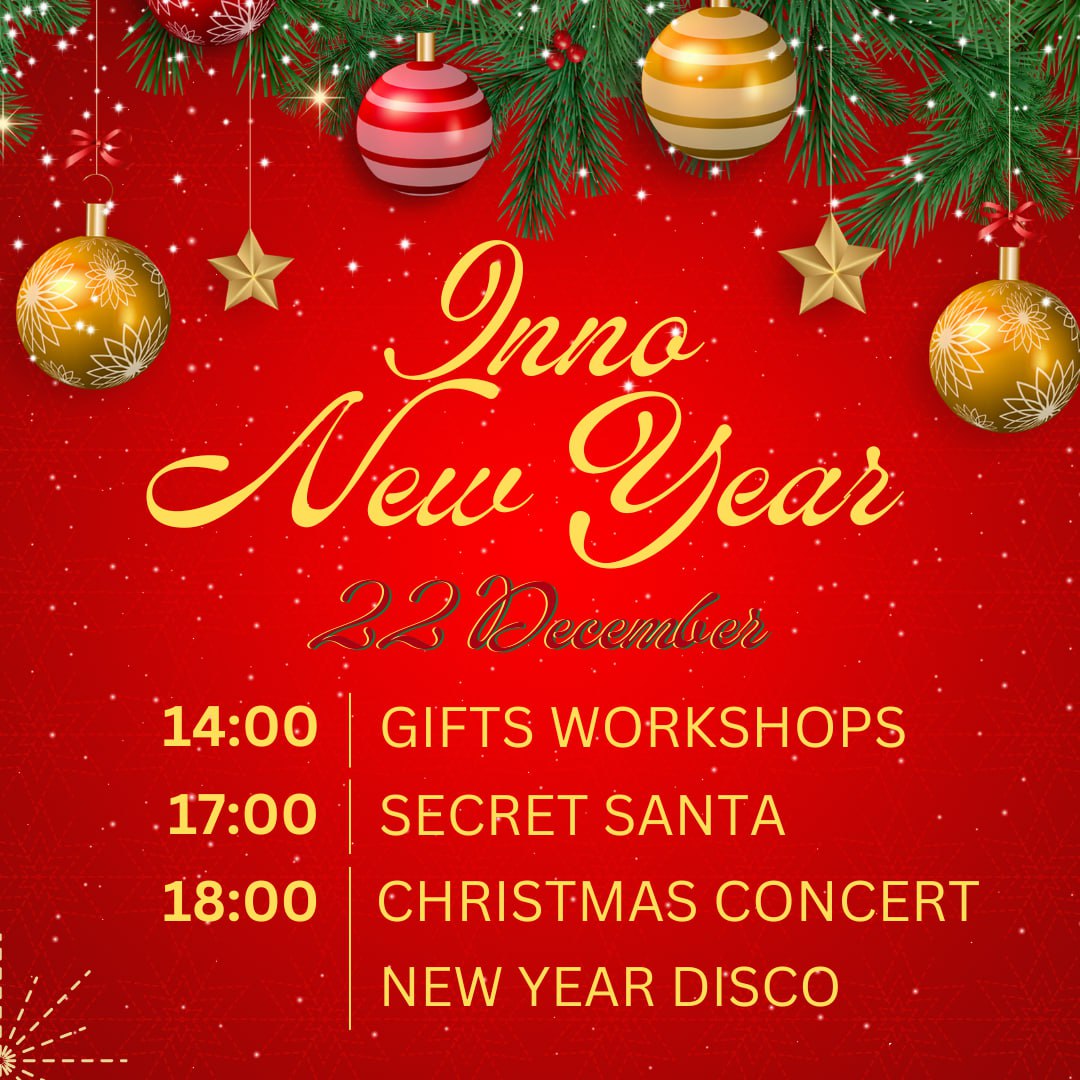 Inno
New Year
22 December
14:00 GIFTS WORKSHOPS
17:00 SECRET SANTA
18:00 CHRISTMAS CONCERT
NEW YEAR DISCO